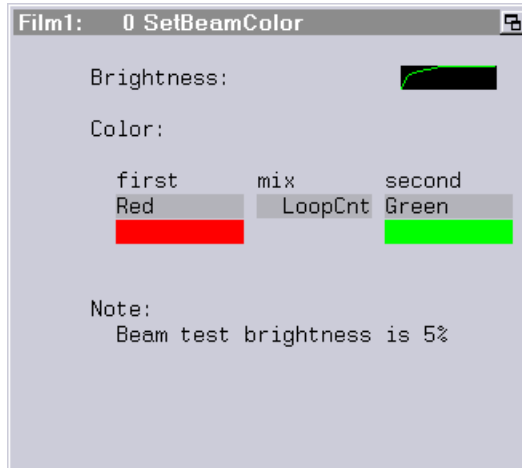 Film1: 0 SetBeamColor
Brightness:
Color:
first mix second
Red LoopCnt Green
Note:
Beam test brightness is 5%